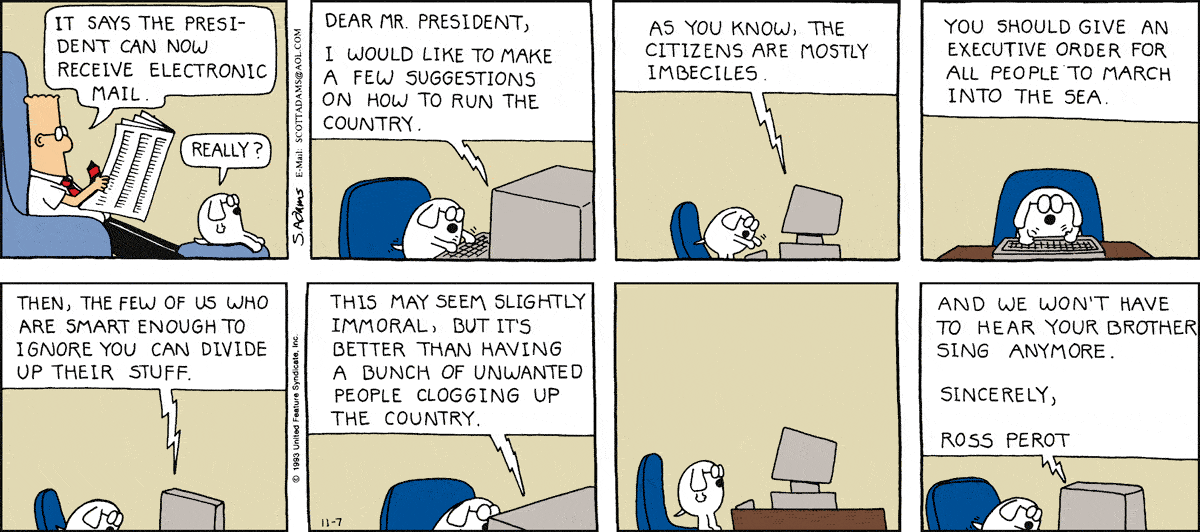 IT SAYS THE PRESI-
DENT CAN NOW
RECEIVE ELECTRONIC
MAIL.
REALLY?
S. ADAMS
E-Mail: SCOTTADAMS@AOL.COM
DEAR MR. PRESIDENT,
I WOULD LIKE TO MAKE
A FEW SUGGESTIONS
ON HOW TO RUN THE
COUNTRY.
AS YOU KNOW, THE
CITIZENS ARE MOSTLY
IMBECILES.
YOU SHOULD GIVE AN
EXECUTIVE ORDER FOR
ALL PEOPLE TO MARCH
INTO THE SEA.
THEN, THE FEW OF US WHO
ARE SMART ENOUGH TO
IGNORE YOU CAN DIVIDE
UP THEIR STUFF.
© 1993 United Feature Syndicate, Inc.
THIS MAY SEEM SLIGHTLY
IMMORAL, BUT IT'S
BETTER THAN HAVING
A BUNCH OF UNWANTED
PEOPLE CLOGGING UP
THE COUNTRY.
11-7
AND WE WON'T HAVE
TO HEAR YOUR BROTHER
SING ANYMORE.
SINCERELY,
ROSS PEROT